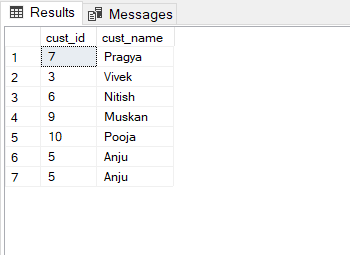 Results Messages
cust_id cust_name
1 7 Pragya
2 3 Vivek
3 6 Nitish
4 9 Muskan
5 10 Pooja
6 5 Anju
7 5 Anju